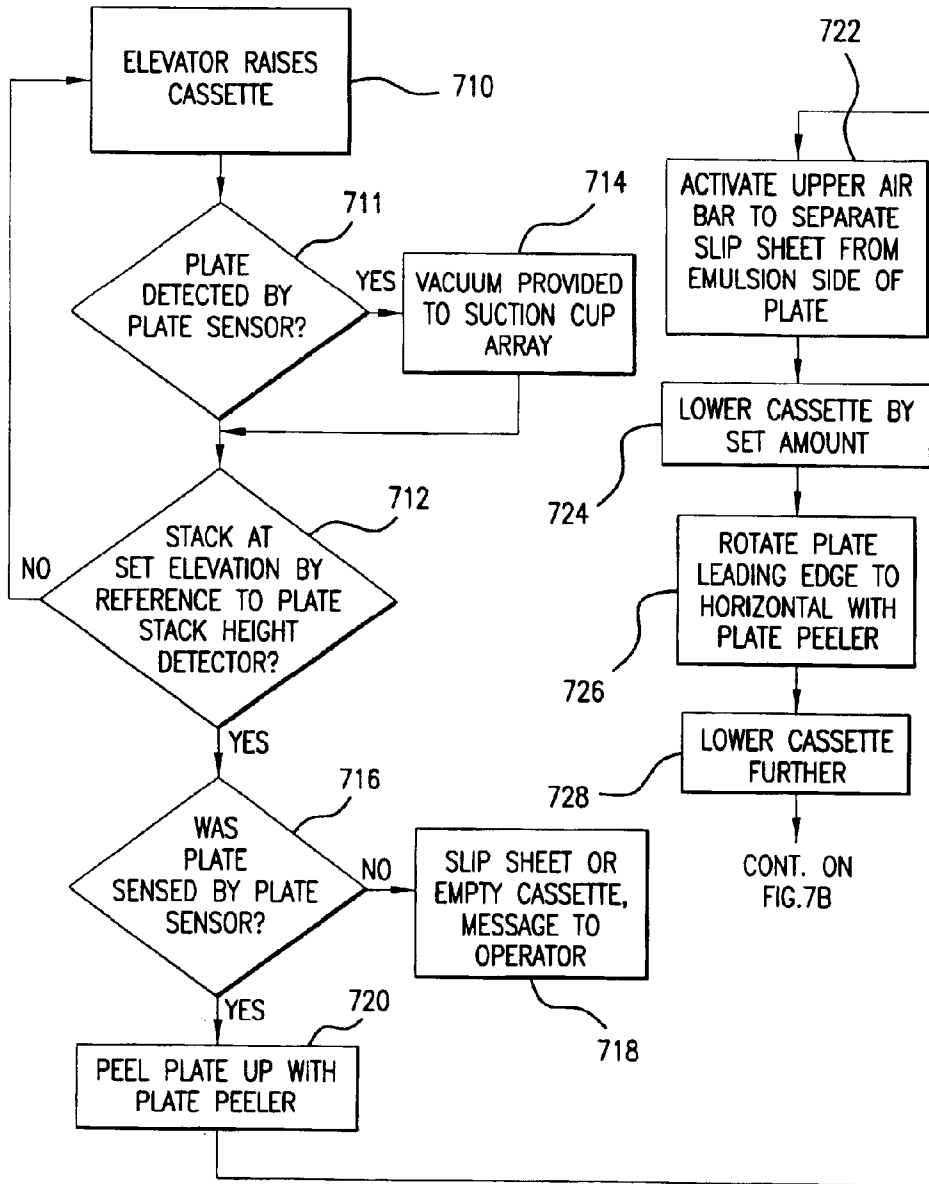 ELEVATOR RAISES
CASSETTE
710
711
PLATE
DETECTED BY
PLATE SENSOR?
YES
714
VACUUM PROVIDED
TO SUCTION CUP
ARRAY
712
STACK AT
SET ELEVATION BY
REFERENCE TO PLATE
STACK HEIGHT
DETECTOR?
NO
YES
716
WAS
PLATE
SENSED BY PLATE
SENSOR?
NO
SLIP SHEET OR
EMPTY CASSETTE,
MESSAGE TO
OPERATOR
718
YES
720
PEEL PLATE UP WITH
PLATE PEELER
722
ACTIVATE UPPER AIR
BAR TO SEPARATE
SLIP SHEET FROM
EMULSION SIDE OF
PLATE
LOWER CASSETTE BY
SET AMOUNT
724
ROTATE PLATE
LEADING EDGE TO
HORIZONTAL WITH
PLATE PEELER
726
LOWER CASSETTE
FURTHER
728
CONT. ON
FIG.7B